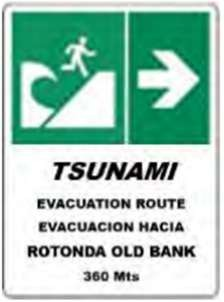 TSUNAMI
EVACUATION ROUTE
EVACUACION HACIA
ROTONDA OLD BANK
360 Mts